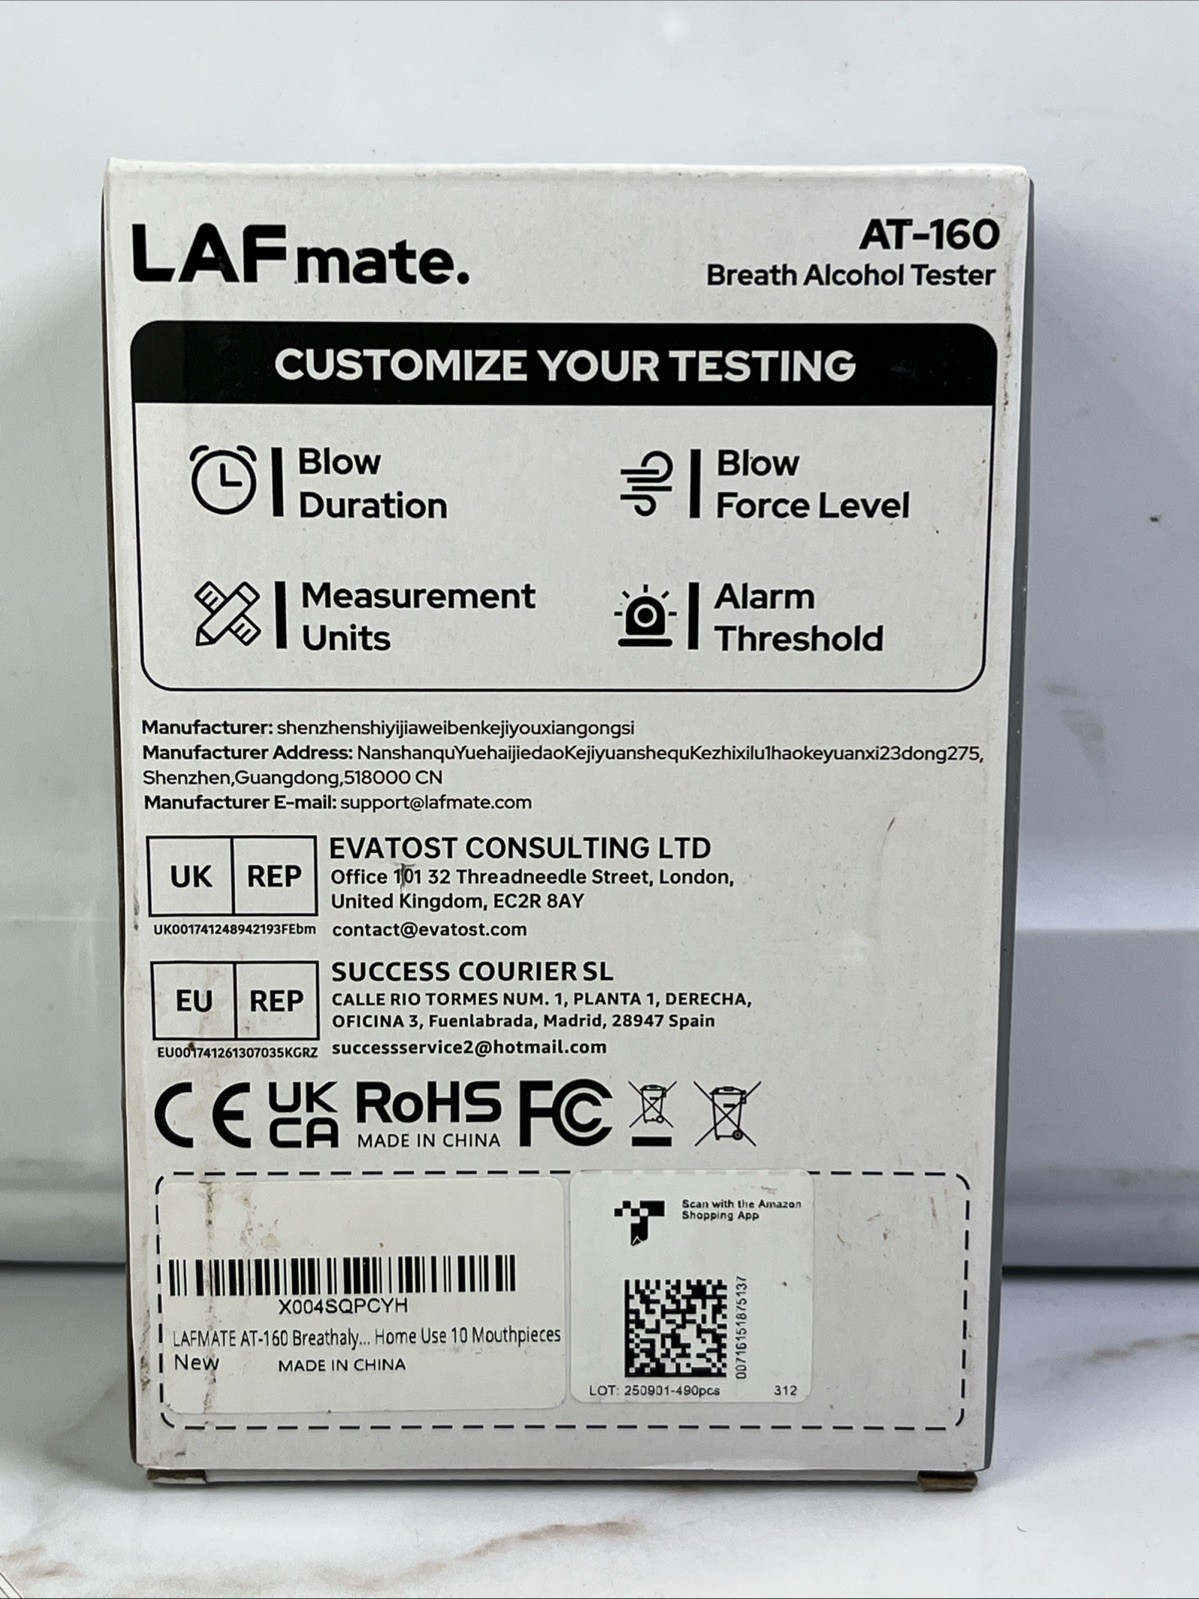 LAFmate.
AT-160
Breath Alcohol Tester
CUSTOMIZE YOUR TESTING
Blow
Duration
Blow
Force Level
Measurement
Units
Alarm
Threshold
Manufacturer: shenzhenshiyijiaweibenkejiyouxiangongsi
Manufacturer Address: NanshanquYuehaijiedaoKejiyuanshequKezhixilu1haokeyuanxi23dong275,
Shenzhen,Guangdong,518000 CN
Manufacturer E-mail: support@lafmate.com
UK REP
UK001741248942193FEbm
EVATOST CONSULTING LTD
Office 101 32 Threadneedle Street, London,
United Kingdom, EC2R 8AY
contact@evatost.com
EU REP
EU001741261307035KGRZ
SUCCESS COURIER SL
CALLE RIO TORMES NUM. 1, PLANTA 1, DERECHA,
OFICINA 3, Fuenlabrada, Madrid, 28947 Spain
successservice2@hotmail.com
CE UK
CA RoHS
MADE IN CHINA
FC
X004SQPCYH
LAFMATE AT-160 Breathaly... Home Use 10 Mouthpieces
New MADE IN CHINA
Scan with the Amazon
Shopping App
00716151875137
LOT: 250901-490pcs 312